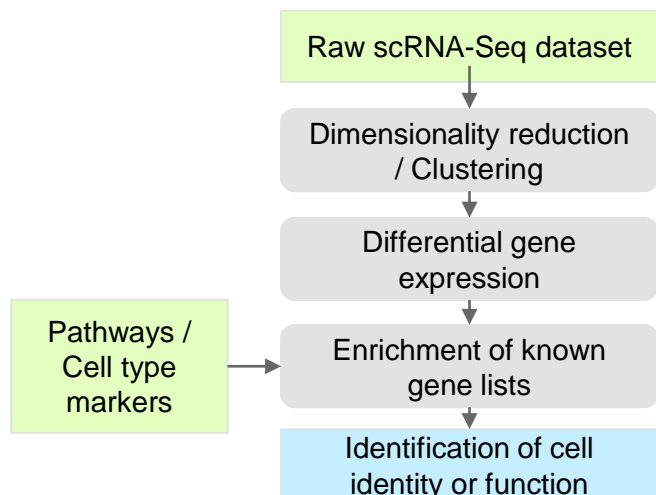 Raw scRNA-Seq dataset
Dimensionality reduction
/ Clustering
Differential gene
expression
Pathways /
Cell type
markers
Enrichment of known
gene lists
Identification of cell
identity or function